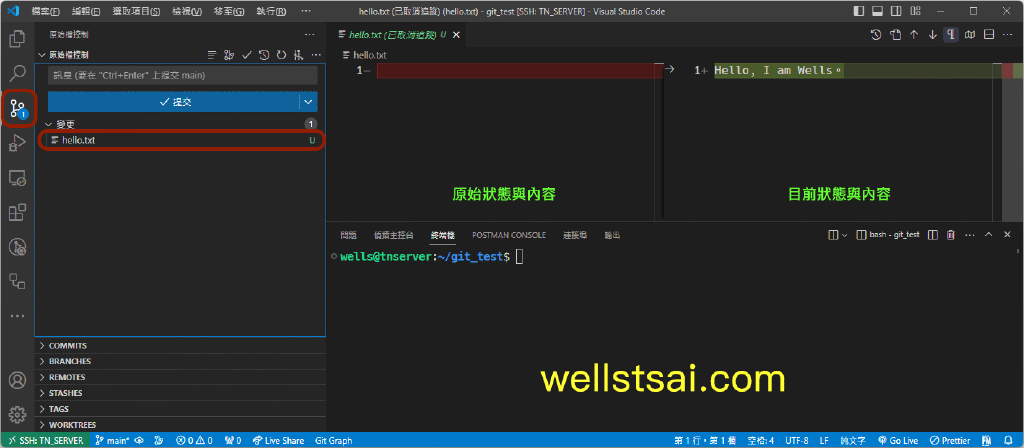 檔案(F) 編輯(E) 選取項目(S) 檢視(V) 移至(G) 執行(R) ⋯ hello.txt (已取消追蹤) (hello.txt) - git_test [SSH: TN_SERVER] - Visual Studio Code
原始檔控制
hello.txt (已取消追蹤) U
原始檔控制
hello.txt
訊息 (要在 "Ctrl+Enter" 上提交 main)
1−
1+ Hello, I am Wells。
提交
變更 1
hello.txt U
原始狀態與內容
目前狀態與內容
問題 偵錯主控台 終端機 POSTMAN CONSOLE 連接埠 輸出 bash - git_test
wells@tnserver:~/git_test$
COMMITS
BRANCHES
REMOTES
STASHES
TAGS
WORKTREES
wellstsai.com
SSH: TN_SERVER main* 0 0 0 Live Share Git Graph 第 1 行，第 1 欄 空格: 4 UTF-8 LF 純文字 Go Live Prettier